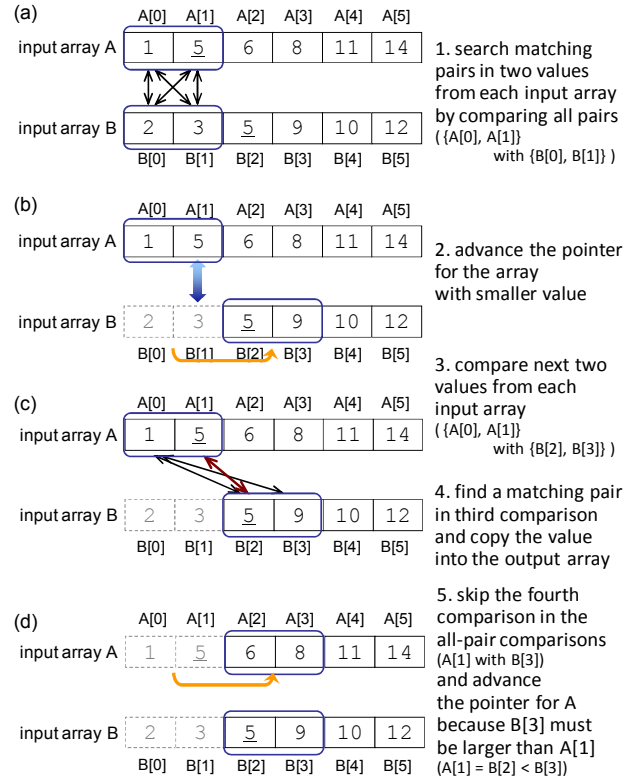 (a)
A[0] A[1] A[2] A[3] A[4] A[5]
input array A 1 5 6 8 11 14
input array B 2 3 5 9 10 12
B[0] B[1] B[2] B[3] B[4] B[5]
1. search matching
pairs in two values
from each input array
by comparing all pairs
( {A[0], A[1]}
with {B[0], B[1]} )
(b)
A[0] A[1] A[2] A[3] A[4] A[5]
input array A 1 5 6 8 11 14
input array B 2 3 5 9 10 12
B[0] B[1] B[2] B[3] B[4] B[5]
2. advance the pointer
for the array
with smaller value
(c)
A[0] A[1] A[2] A[3] A[4] A[5]
input array A 1 5 6 8 11 14
input array B 2 3 5 9 10 12
B[0] B[1] B[2] B[3] B[4] B[5]
3. compare next two
values from each
input array
( {A[0], A[1]}
with {B[2], B[3]} )
4. find a matching pair
in third comparison
and copy the value
into the output array
(d)
A[0] A[1] A[2] A[3] A[4] A[5]
input array A 1 5 6 8 11 14
input array B 2 3 5 9 10 12
B[0] B[1] B[2] B[3] B[4] B[5]
5. skip the fourth
comparison in the
all-pair comparisons
(A[1] with B[3])
and advance
the pointer for A
because B[3] must
be larger than A[1]
(A[1] = B[2] < B[3])